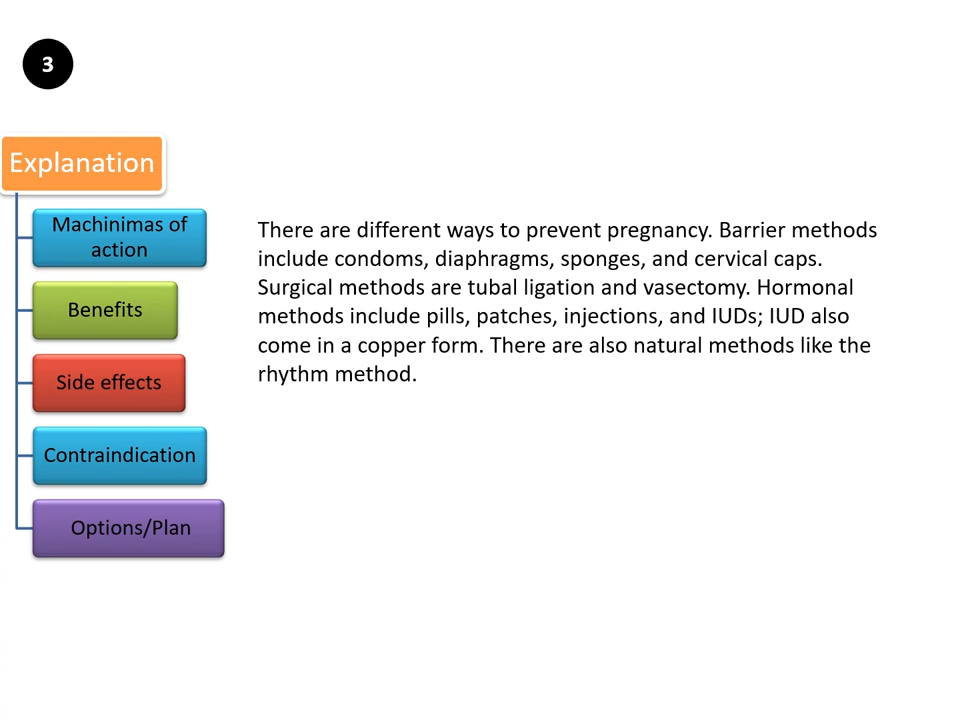 3
Explanation
Machinimas of
action
Benefits
Side effects
Contraindication
Options/Plan
There are different ways to prevent pregnancy. Barrier methods
include condoms, diaphragms, sponges, and cervical caps.
Surgical methods are tubal ligation and vasectomy. Hormonal
methods include pills, patches, injections, and IUDs; IUD also
come in a copper form. There are also natural methods like the
rhythm method.